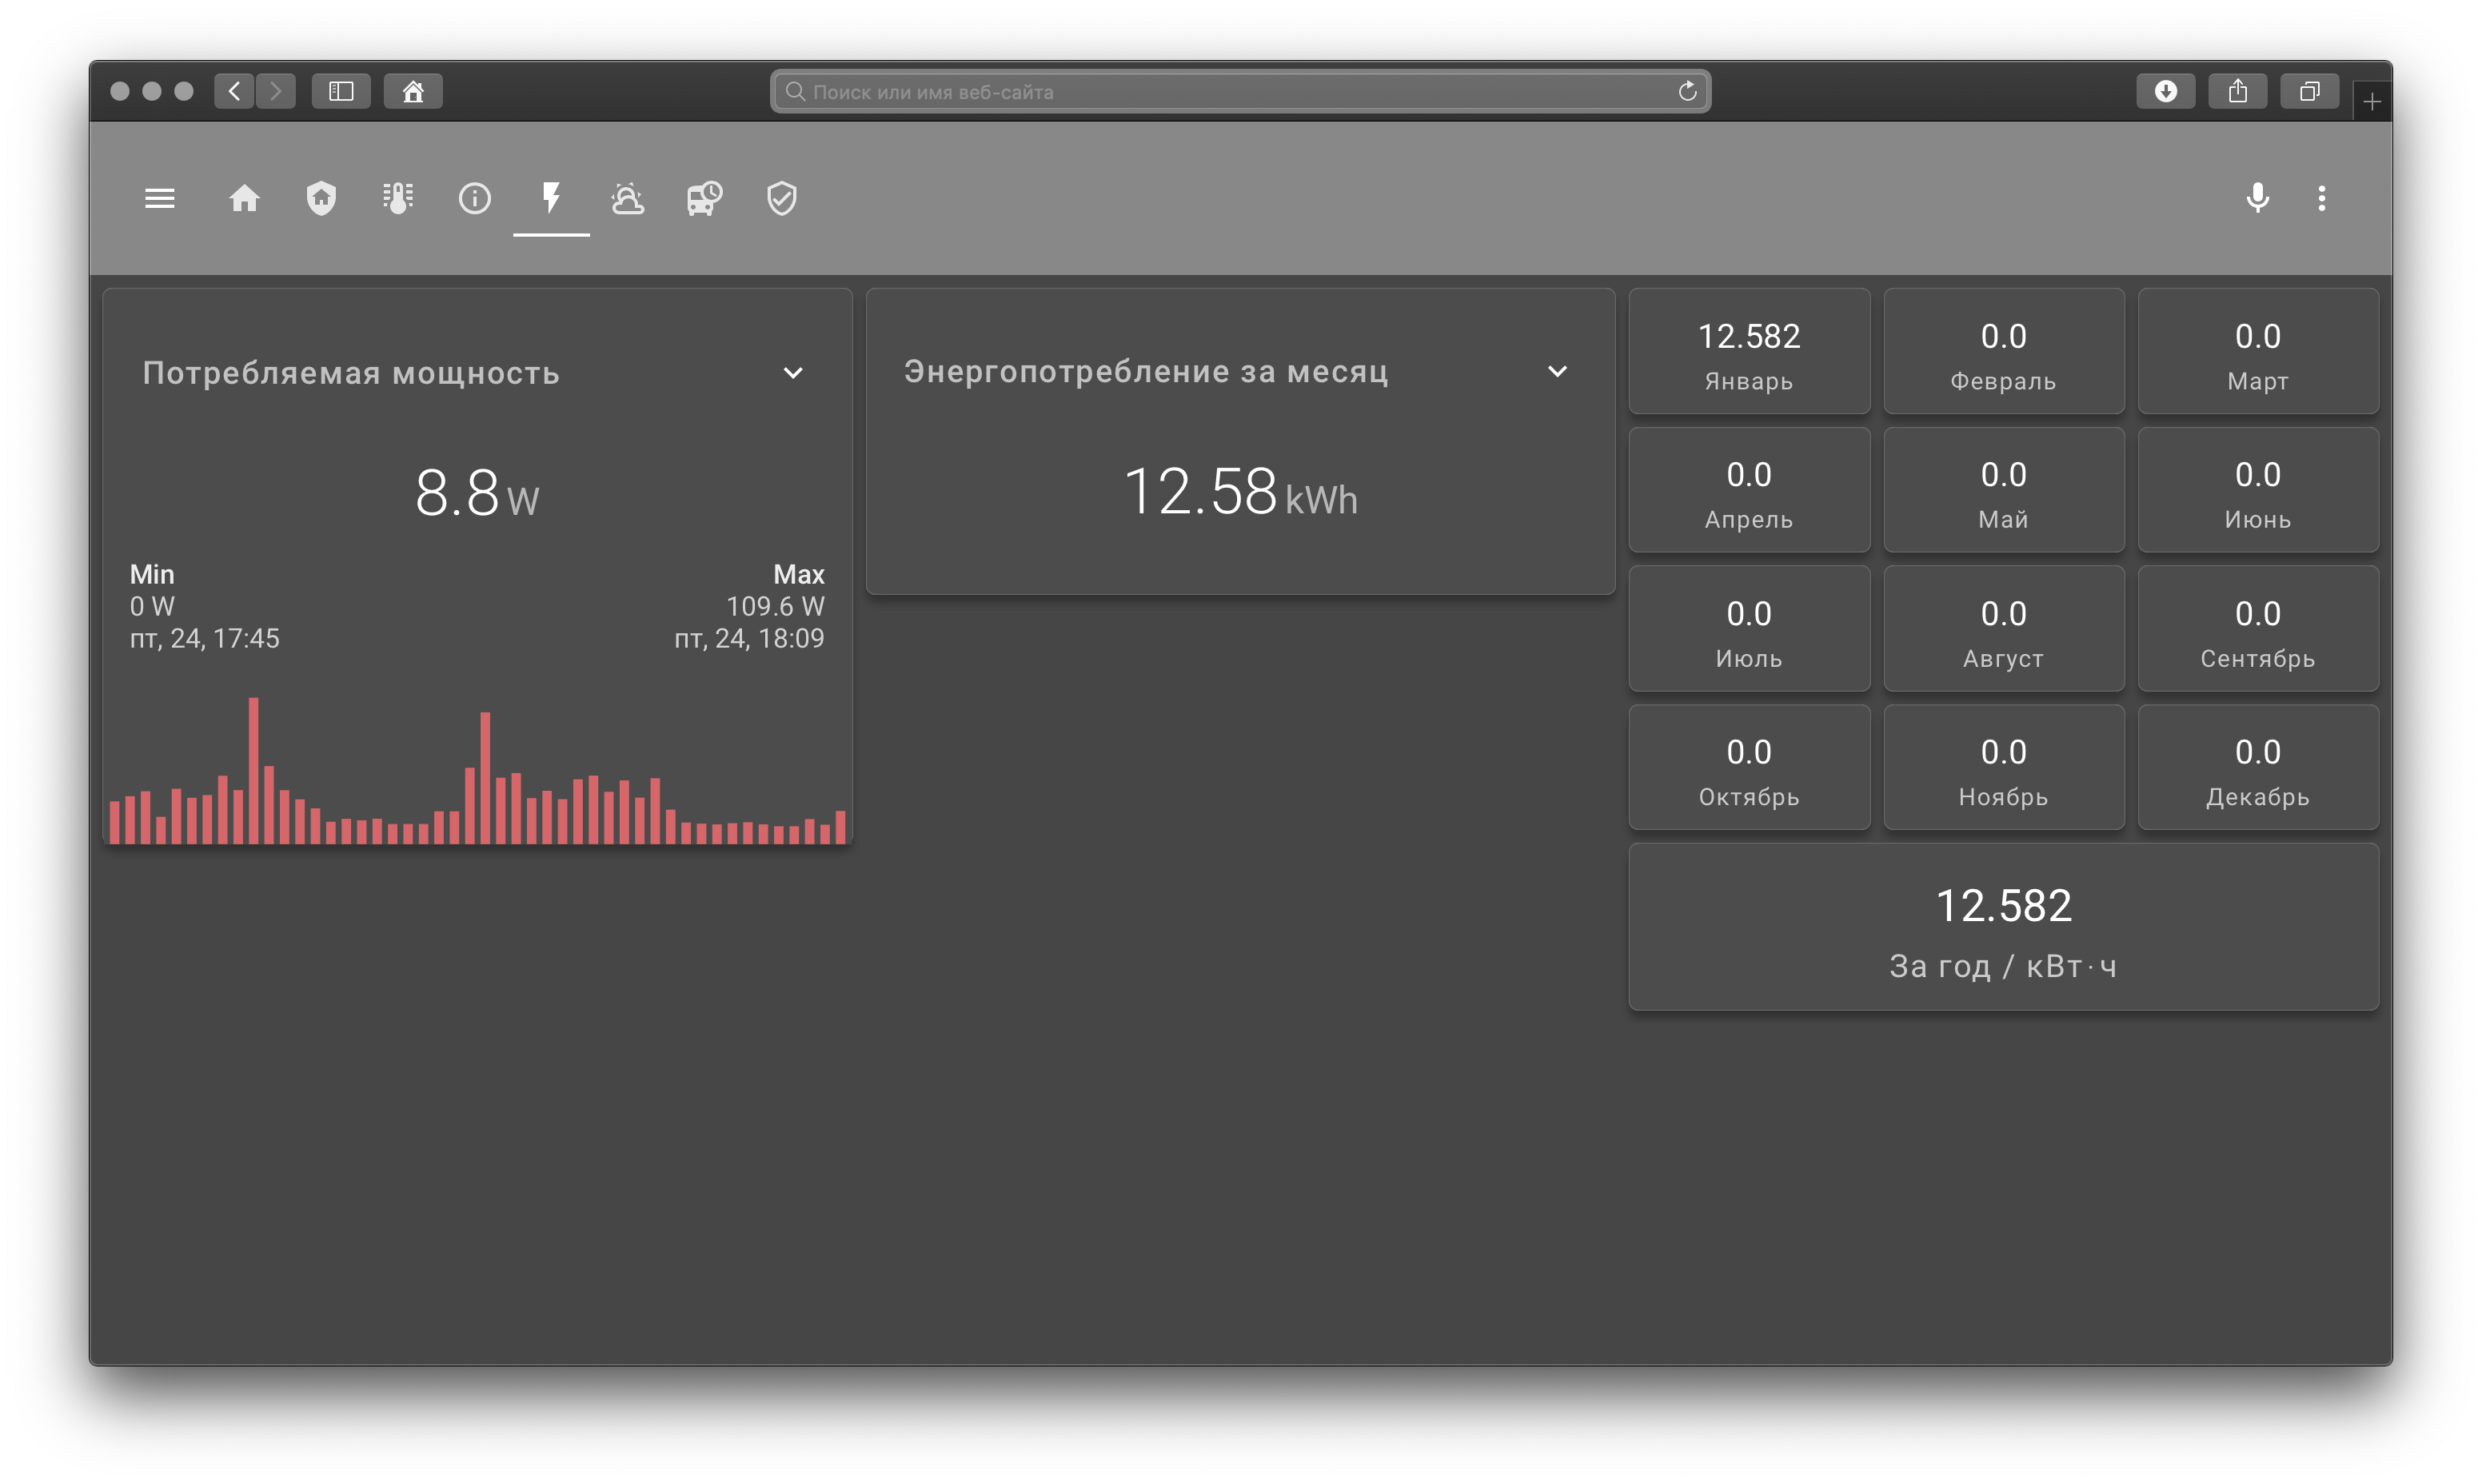 Поиск или имя веб-сайта
Потребляемая мощность
8.8 W
Min
Max
0 W
109.6 W
пт, 24, 17:45
пт, 24, 18:09
Энергопотребление за месяц
12.58 kWh
12.582
Январь
0.0
Февраль
0.0
Март
0.0
Апрель
0.0
Май
0.0
Июнь
0.0
Июль
0.0
Август
0.0
Сентябрь
0.0
Октябрь
0.0
Ноябрь
0.0
Декабрь
12.582
За год / кВт·ч